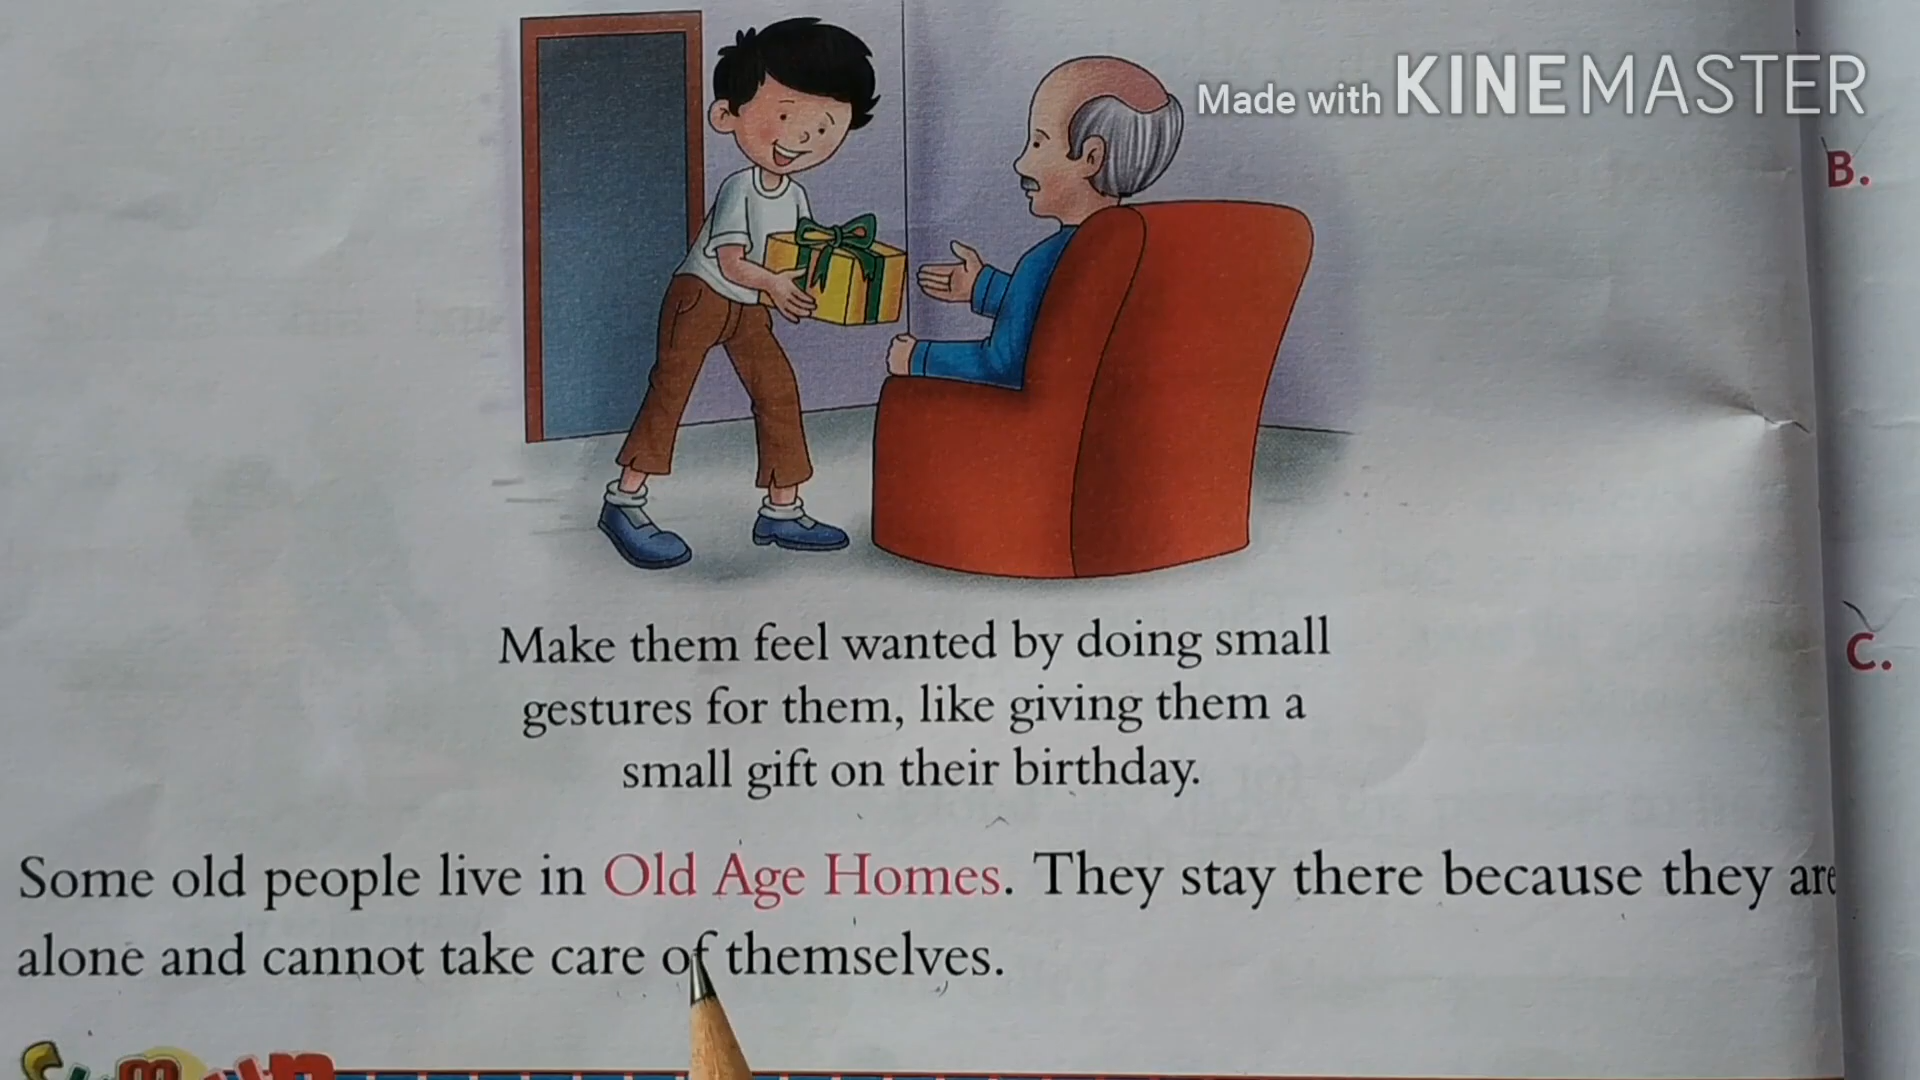 Made with KINEMASTER
B.
Make them feel wanted by doing small
gestures for them, like giving them a
small gift on their birthday.
C.
Some old people live in Old Age Homes. They stay there because they are
alone and cannot take care of themselves.